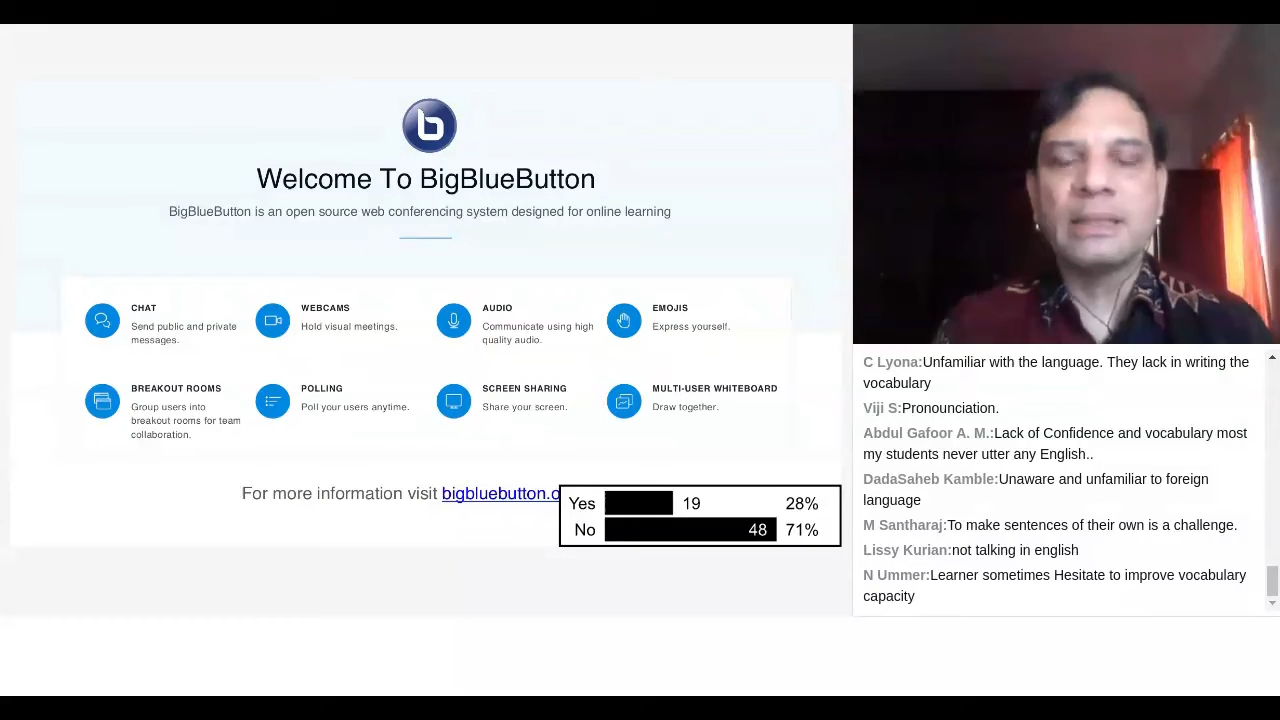 Welcome To BigBlueButton
BigBlueButton is an open source web conferencing system designed for online learning
CHAT
Send public and private
messages.
WEBCAMS
Hold visual meetings.
AUDIO
Communicate using high
quality audio.
EMOJIS
Express yourself.
BREAKOUT ROOMS
Group users into
breakout rooms for team
collaboration.
POLLING
Poll your users anytime.
SCREEN SHARING
Share your screen.
MULTI-USER WHITEBOARD
Draw together.
For more information visit bigbluebutton.o
Yes 19 28%
No 48 71%
C Lyona:Unfamiliar with the language. They lack in writing the
vocabulary
Viji S:Pronounciation.
Abdul Gafoor A. M.:Lack of Confidence and vocabulary most
my students never utter any English..
DadaSaheb Kamble:Unaware and unfamiliar to foreign
language
M Santharaj:To make sentences of their own is a challenge.
Lissy Kurian:not talking in english
N Ummer:Learner sometimes Hesitate to improve vocabulary
capacity